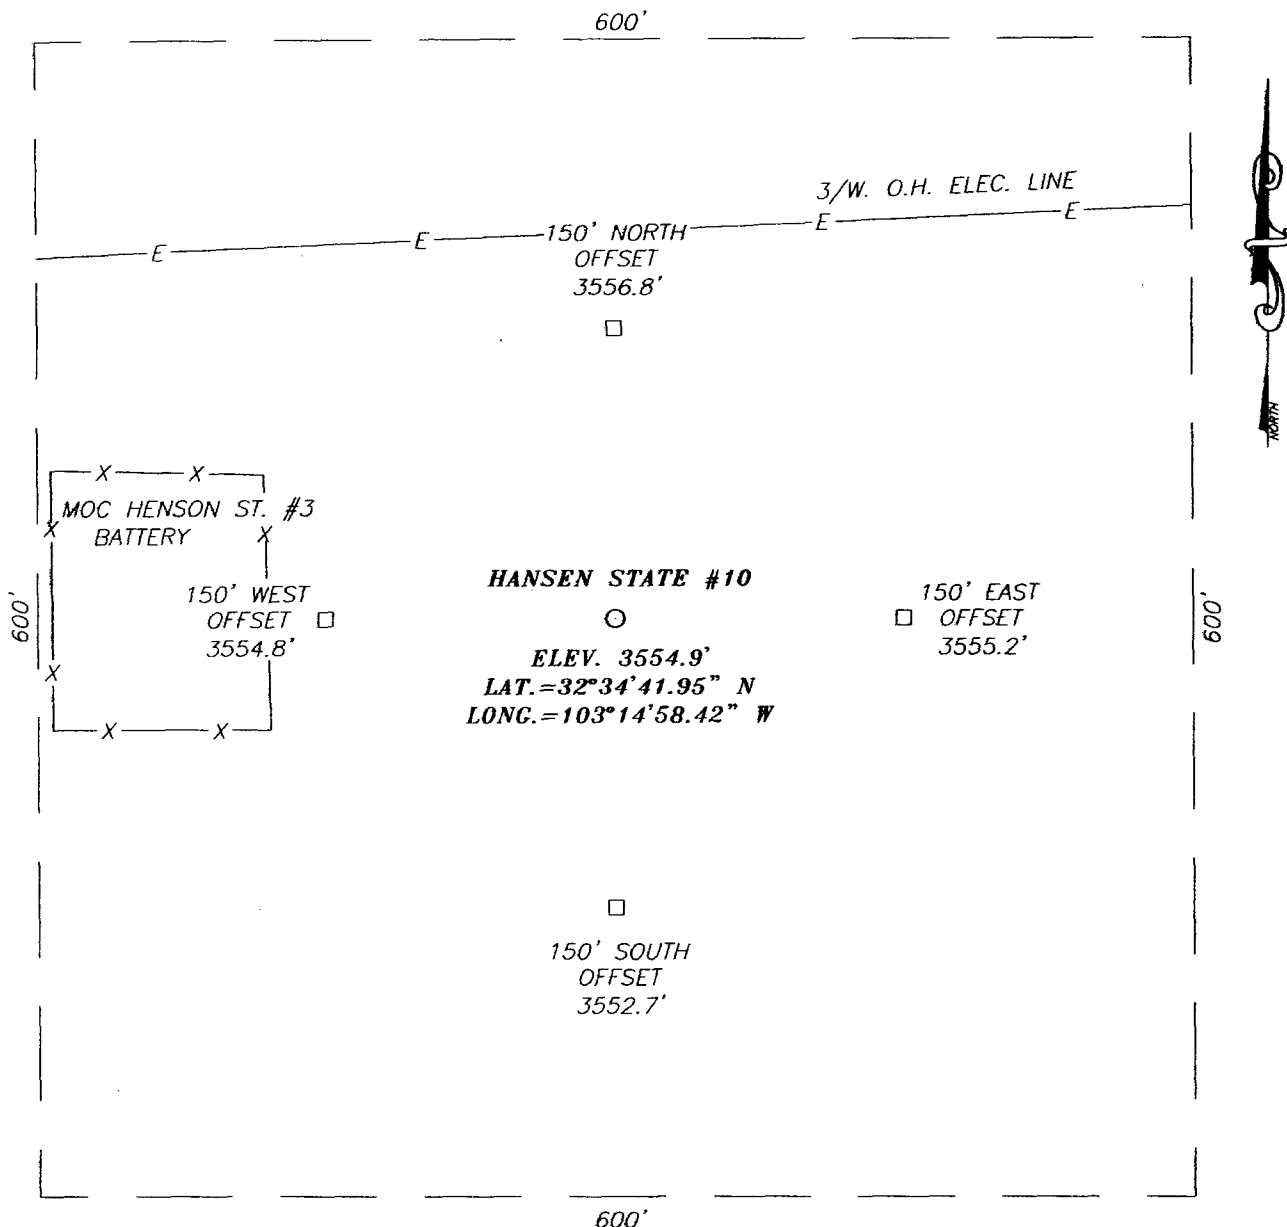 600'
3/W. O.H. ELEC. LINE
E
E
E
E
150' NORTH
OFFSET
3556.8'
NORTH
X
X
MOC HENSON ST. #3
BATTERY
X
X
HANSEN STATE #10
150' WEST
OFFSET
3554.8'
150' EAST
OFFSET
3555.2'
600'
600'
ELEV. 3554.9'
LAT.=32°34'41.95" N
LONG.=103°14'58.42" W
X
X
X
150' SOUTH
OFFSET
3552.7'
600'